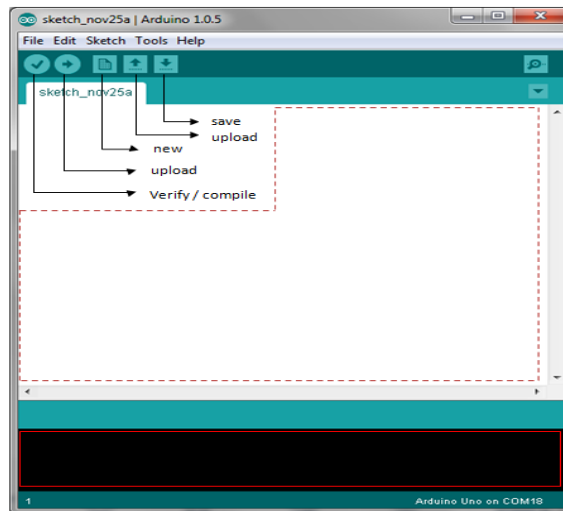 sketch_nov25a | Arduino 1.0.5
File Edit Sketch Tools Help
sketch_nov25a
save
upload
new
upload
Verify / compile
1
Arduino Uno on COM18